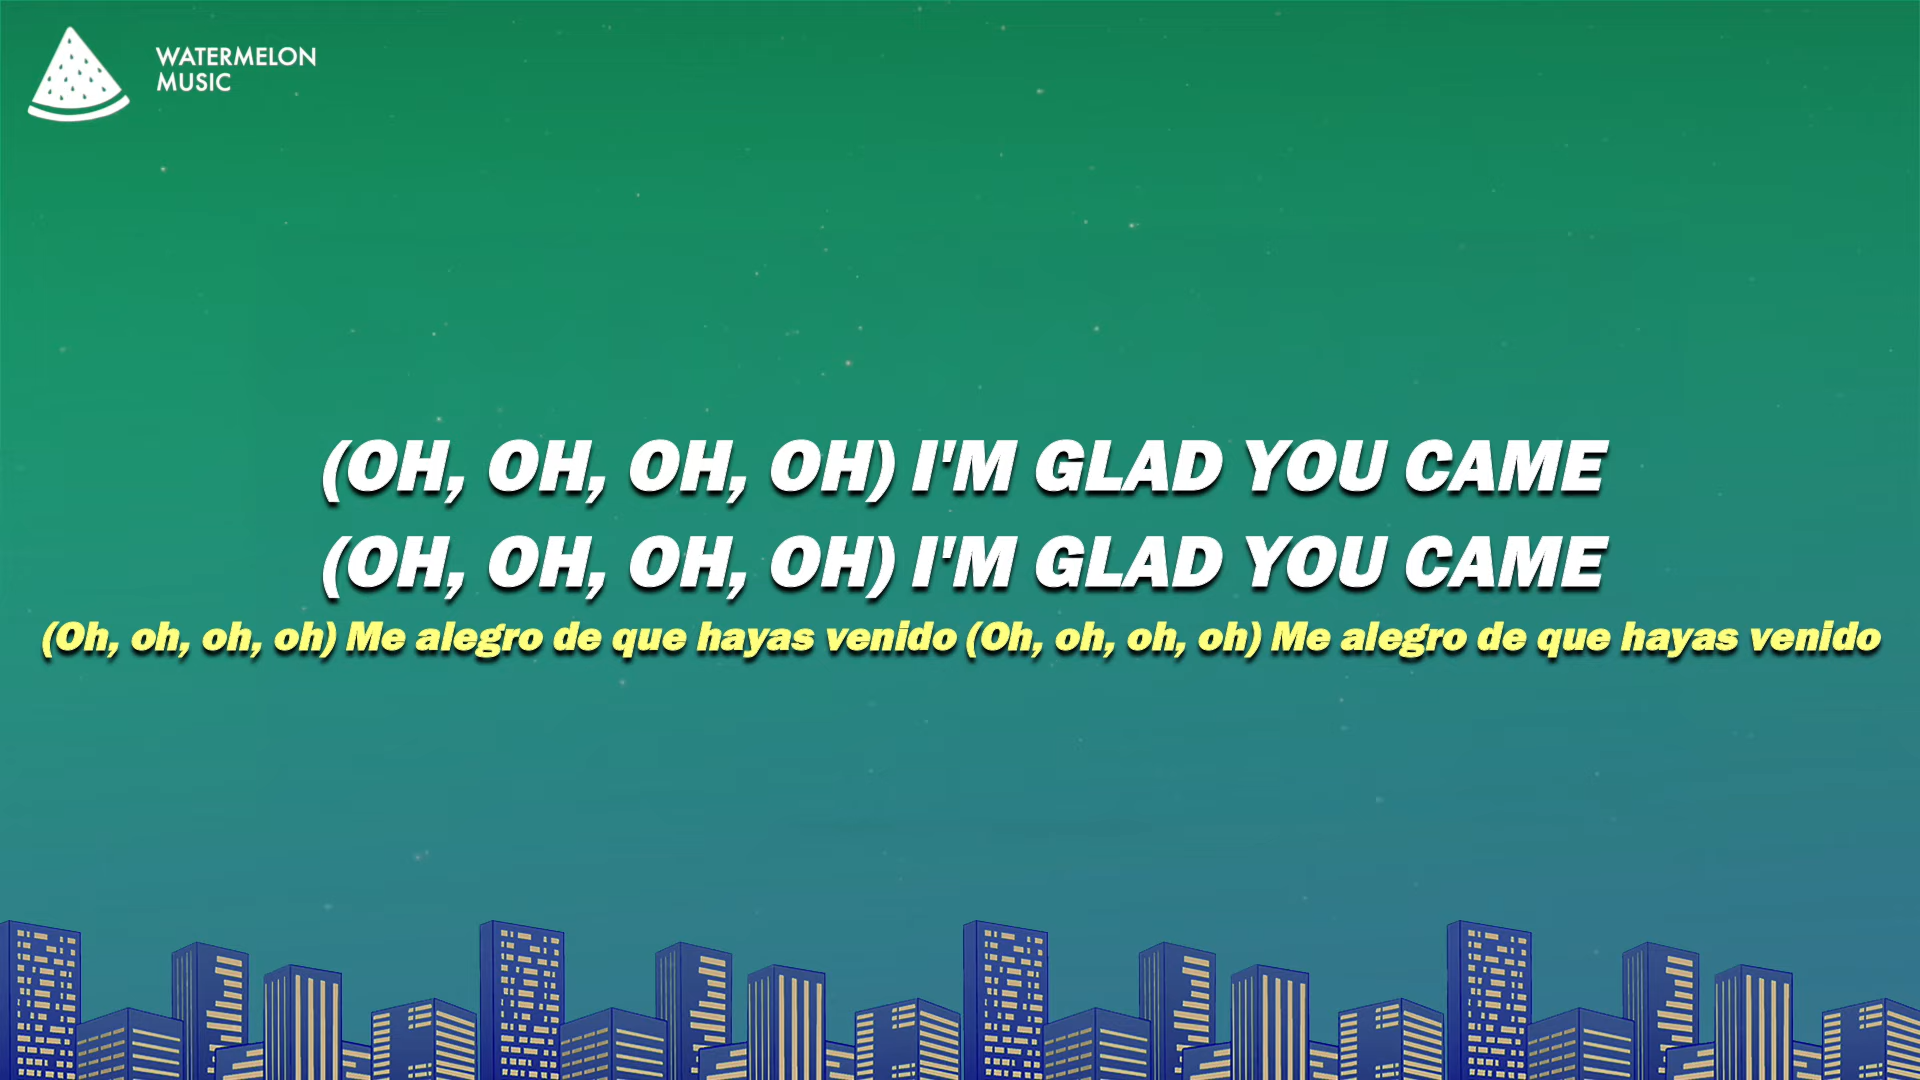 WATERMELON
MUSIC
(OH, OH, OH, OH) I'M GLAD YOU CAME
(OH, OH, OH, OH) I'M GLAD YOU CAME
(Oh, oh, oh, oh) Me alegro de que hayas venido (Oh, oh, oh, oh) Me alegro de que hayas venido